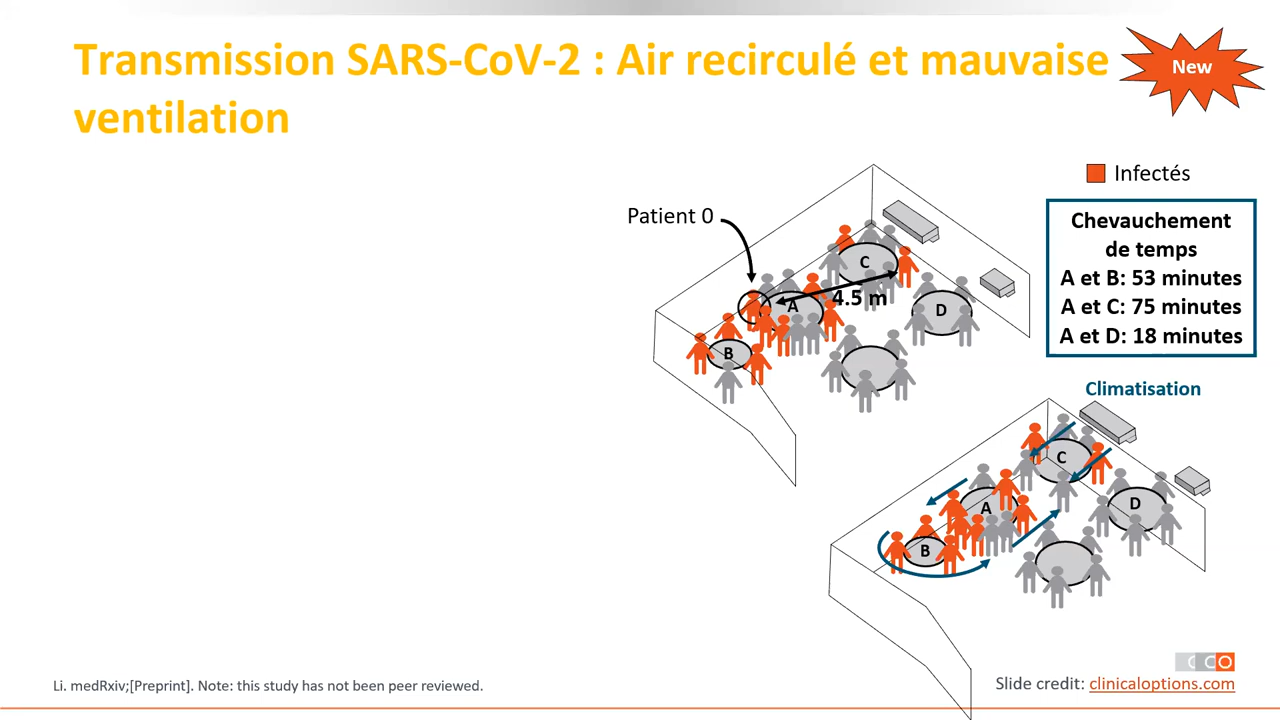 Transmission SARS-CoV-2 : Air recirculé et mauvaise
ventilation
New
Infectés
Patient 0
Chevauchement
de temps
A et B: 53 minutes
A et C: 75 minutes
A et D: 18 minutes
C
4.5 m
A
D
B
Climatisation
C
A
D
B
CCO
Li. medRxiv;[Preprint]. Note: this study has not been peer reviewed.
Slide credit: clinicaloptions.com